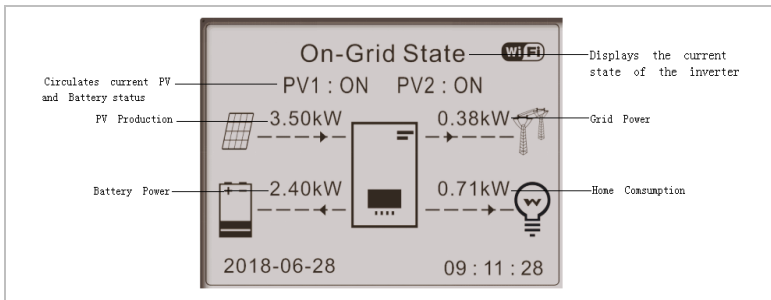 On-Grid State
WiFi
Displays the current
state of the inverter
Circulates current PV
and Battery status
PV1 : ON PV2 : ON
PV Production
3.50kW
0.38kW
Grid Power
Battery Power
+ -
2.40kW
0.71kW
Home Comsumption
2018-06-28
09 : 11 : 28